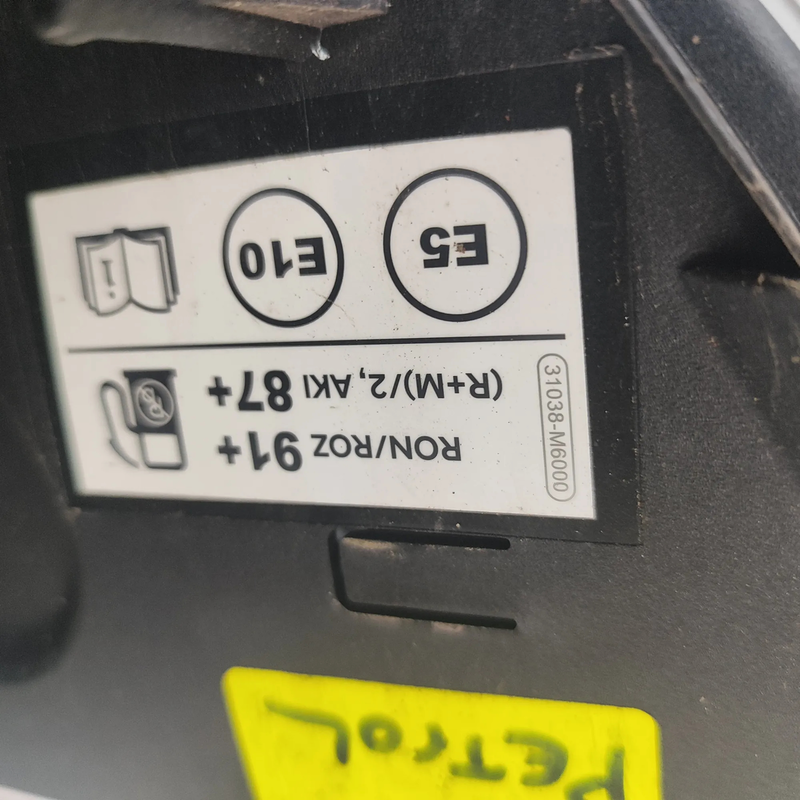 PETROL
RON/ROZ 91+
(R+M)/2, AKI 87+
31038-M6000
E5 E10